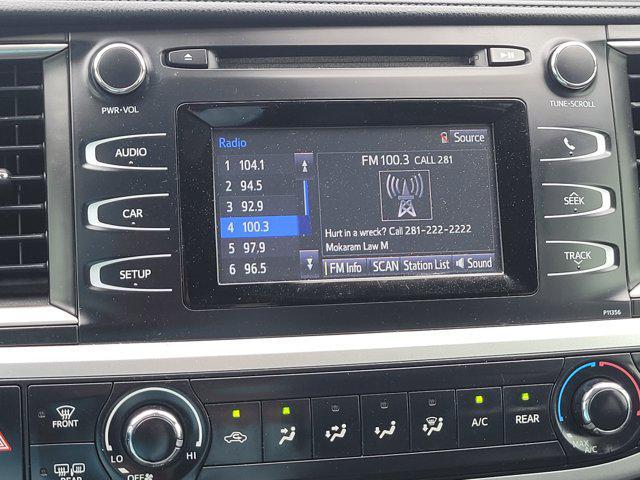 PWR•VOL
TUNE•SCROLL
AUDIO
CAR
SETUP
SEEK
TRACK
P11356
Radio
Source
1 104.1
2 94.5
3 92.9
4 100.3
5 97.9
6 96.5
FM 100.3 CALL 281
Hurt in a wreck? Call 281-222-2222
Mokaram Law M
FM Info SCAN Station List Sound
FRONT
REAR
LO
HI
OFF
A/C
REAR
MAX A/C